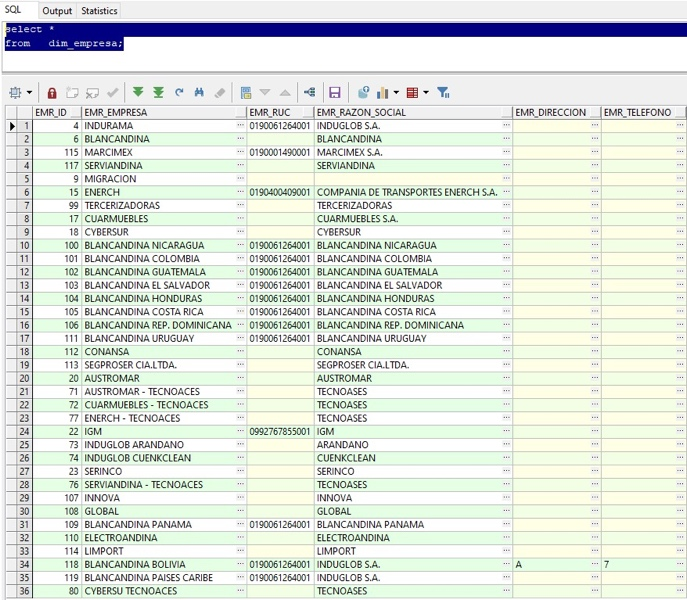 SQL Output Statistics
select *
from dim_empresa;
EMR_ID EMR_EMPRESA EMR_RUC EMR_RAZON_SOCIAL EMR_DIRECCION EMR_TELEFONO
1 4 INDURAMA 0190061264001 INDUGLOB S.A.
2 6 BLANCANDINA BLANCANDINA
3 115 MARCIMEX 0190001490001 MARCIMEX S.A.
4 117 SERVIANDINA SERVIANDINA
5 9 MIGRACION
6 15 ENERCH 0190400409001 COMPANIA DE TRANSPORTES ENERCH S.A.
7 99 TERCERIZADORAS TERCERIZADORAS
8 17 CUARMUEBLES CUARMUEBLES S.A.
9 18 CYBERSUR CYBERSUR
10 100 BLANCANDINA NICARAGUA 0190061264001 BLANCANDINA NICARAGUA
11 101 BLANCANDINA COLOMBIA 0190061264001 BLANCANDINA COLOMBIA
12 102 BLANCANDINA GUATEMALA 0190061264001 BLANCANDINA GUATEMALA
13 103 BLANCANDINA EL SALVADOR 0190061264001 BLANCANDINA EL SALVADOR
14 104 BLANCANDINA HONDURAS 0190061264001 BLANCANDINA HONDURAS
15 105 BLANCANDINA COSTA RICA 0190061264001 BLANCANDINA COSTA RICA
16 106 BLANCANDINA REP. DOMINICANA 0190061264001 BLANCANDINA REP. DOMINICANA
17 111 BLANCANDINA URUGUAY 0190061264001 BLANCANDINA URUGUAY
18 112 CONANSA CONANSA
19 113 SEGPROSER CIA.LTDA. SEGPROSER CIA.LTDA.
20 20 AUSTROMAR AUSTROMAR
21 71 AUSTROMAR - TECNOACES TECNOASES
22 72 CUARMUEBLES - TECNOACES TECNOASES
23 77 ENERCH - TECNOACES TECNOASES
24 22 IGM 0992767855001 IGM
25 73 INDUGLOB ARANDANO ARANDANO
26 74 INDUGLOB CUENKCLEAN CUENKCLEAN
27 23 SERINCO SERINCO
28 76 SERVIANDINA - TECNOACES TECNOASES
29 107 INNOVA INNOVA
30 108 GLOBAL GLOBAL
31 109 BLANCANDINA PANAMA 0190061264001 BLANCANDINA PANAMA
32 110 ELECTROANDINA ELECTROANDINA
33 114 LIMPORT LIMPORT
34 118 BLANCANDINA BOLIVIA 0190061264001 INDUGLOB S.A. A 7
35 119 BLANCANDINA PAISES CARIBE 0190061264001 INDUGLOB S.A.
36 80 CYBERSU TECNOACES TECNOASES